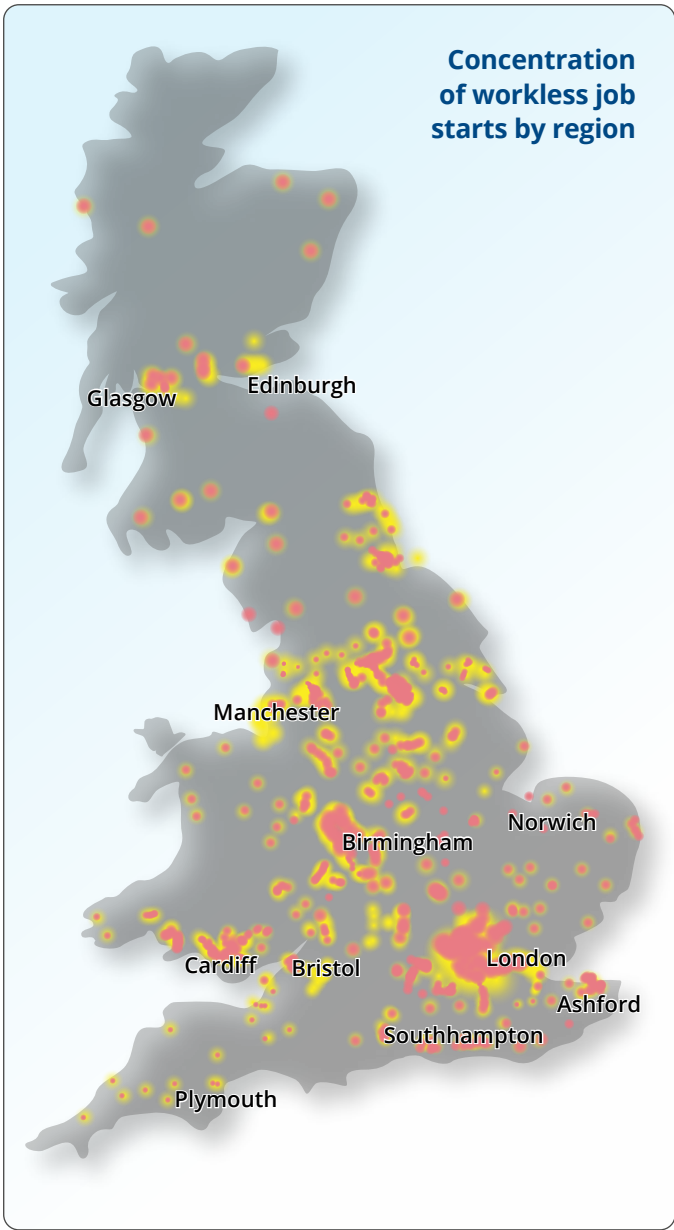 Concentration
of workless job
starts by region
Edinburgh
Glasgow
Manchester
Norwich
Birmingham
London
Cardiff
Bristol
Ashford
Southhampton
Plymouth